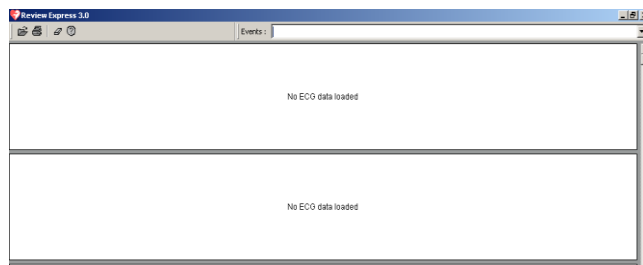 Review Express 3.0
Events :
No ECG data loaded
No ECG data loaded